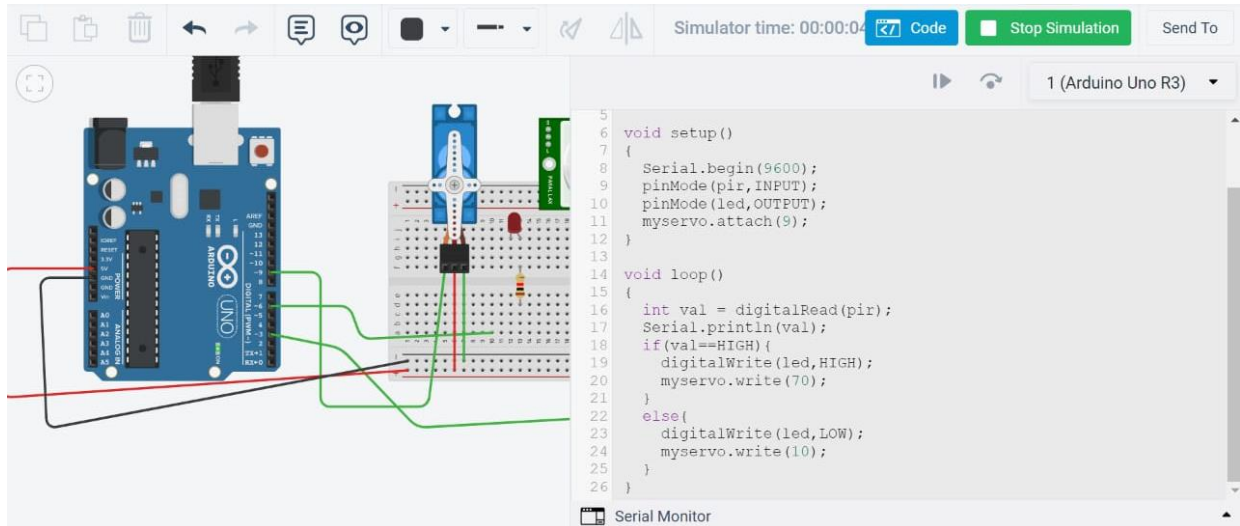 Simulator time: 00:00:04
Code
Stop Simulation
Send To
1 (Arduino Uno R3)
5
6 void setup()
7 {
8 Serial.begin(9600);
9 pinMode(pir,INPUT);
10 pinMode(led,OUTPUT);
11 myservo.attach(9);
12 }
13
14 void loop()
15 {
16 int val = digitalRead(pir);
17 Serial.println(val);
18 if(val==HIGH){
19 digitalWrite(led,HIGH);
20 myservo.write(70);
21 }
22 else{
23 digitalWrite(led,LOW);
24 myservo.write(10);
25 }
26 }
Serial Monitor
AREF
GND
13
12
~11
~10
~9
8
7
~6
~5
4
~3
2
TX→1
RX←0
DIGITAL (PWM~)
IOREF
RESET
3.3V
5V
GND
GND
Vin
POWER
A0
A1
A2
A3
A4
A5
ANALOG IN
TX
RX
L
ARDUINO
UNO
ON
PARALLAX